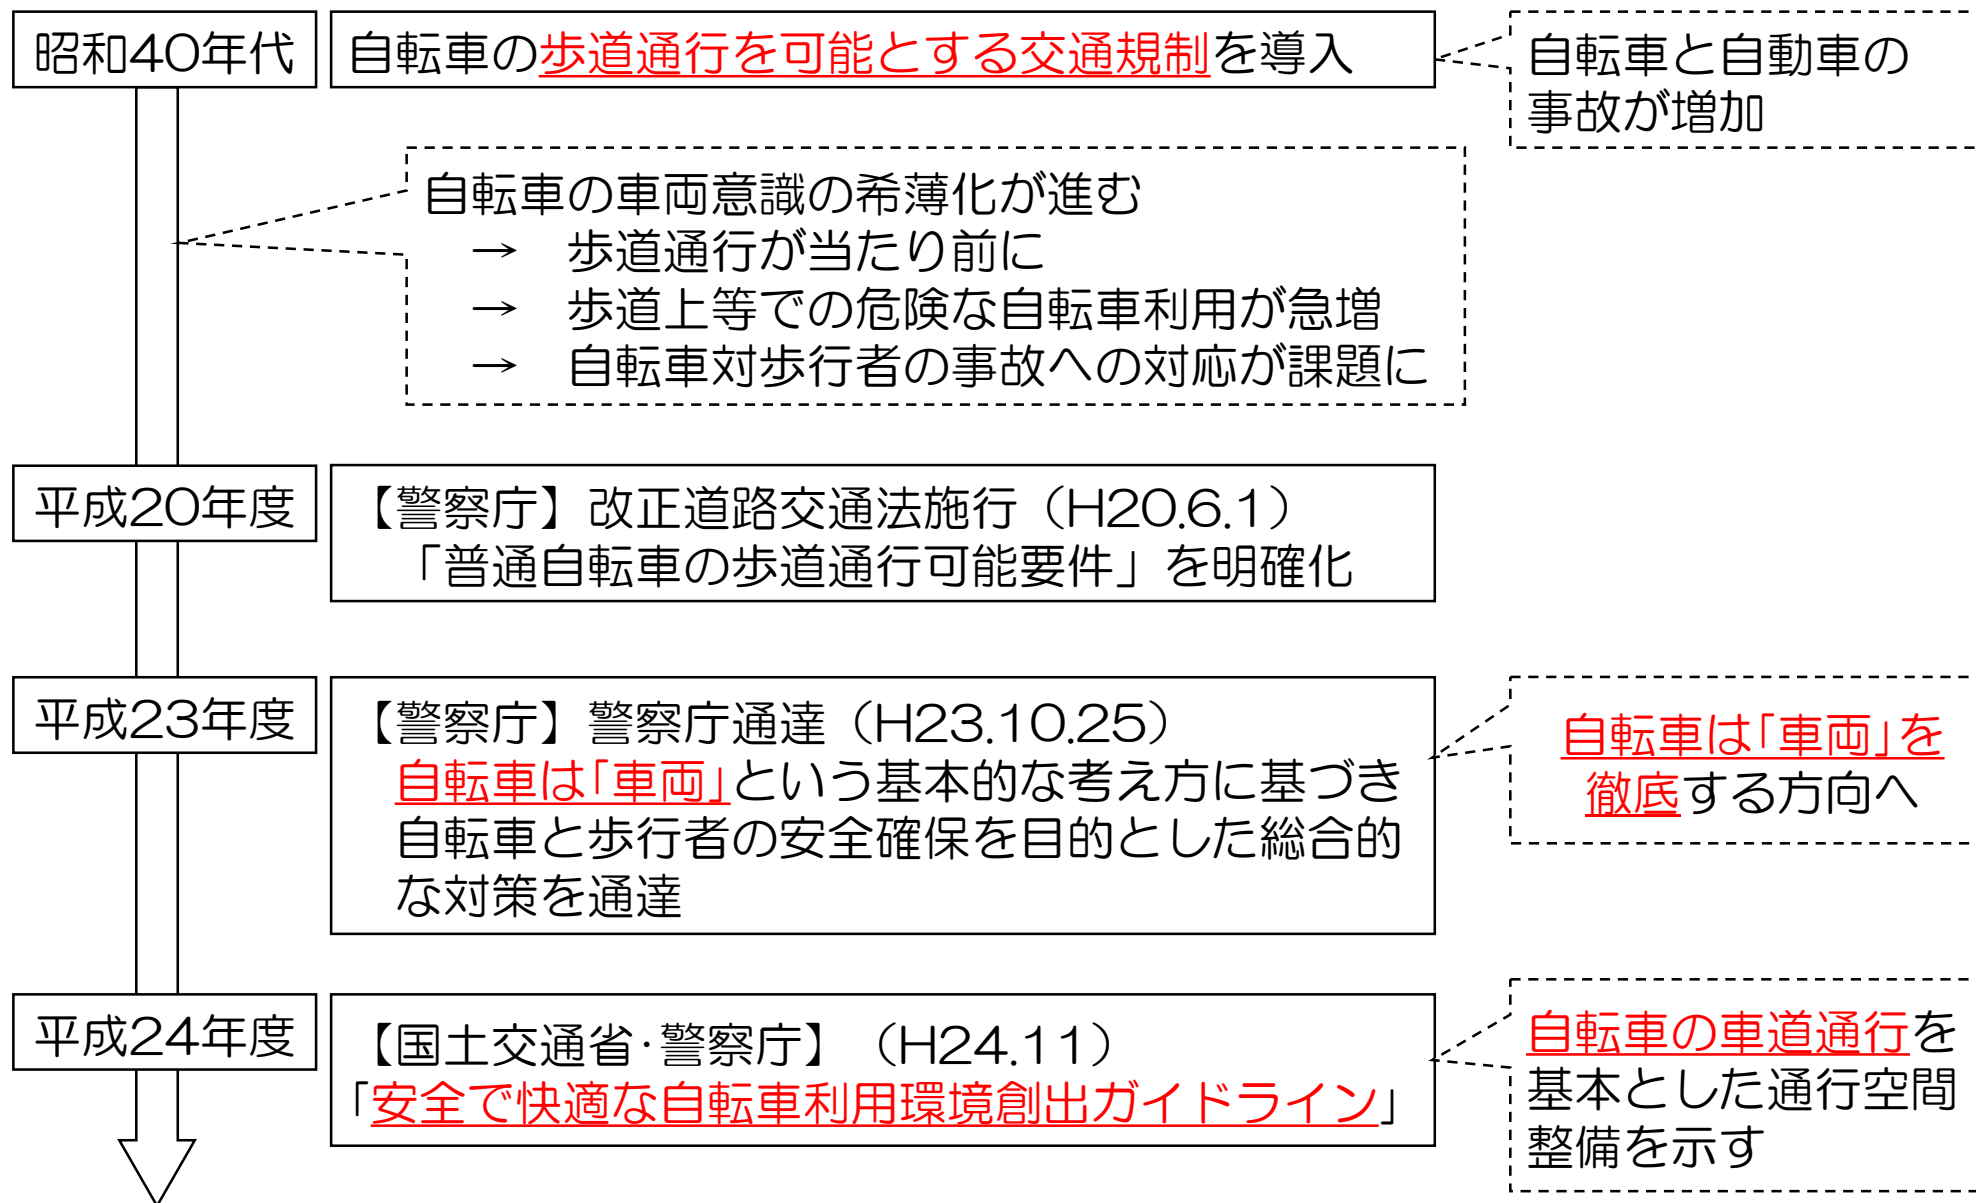 昭和40年代
自転車の歩道通行を可能とする交通規制を導入
自転車と自動車の
事故が増加
自転車の車両意識の希薄化が進む
→　歩道通行が当たり前に
→　歩道上等での危険な自転車利用が急増
→　自転車対歩行者の事故への対応が課題に
平成20年度
【警察庁】改正道路交通法施行（H20.6.1）
「普通自転車の歩道通行可能要件」を明確化
平成23年度
【警察庁】警察庁通達（H23.10.25）
自転車は「車両」という基本的な考え方に基づき
自転車と歩行者の安全確保を目的とした総合的
な対策を通達
自転車は「車両」を
徹底する方向へ
平成24年度
【国土交通省･警察庁】（H24.11）
「安全で快適な自転車利用環境創出ガイドライン」
自転車の車道通行を
基本とした通行空間
整備を示す